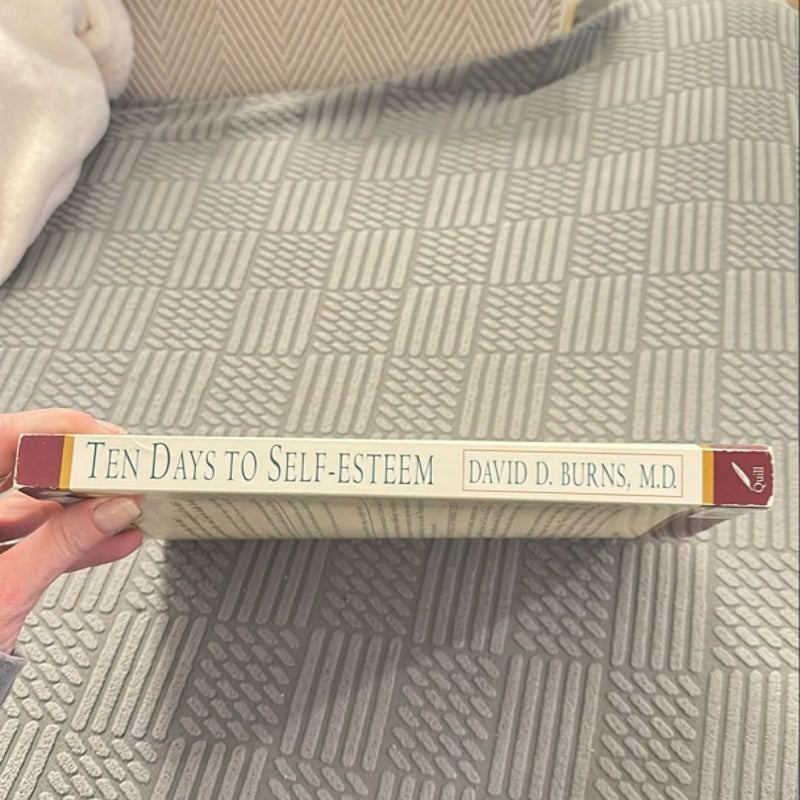 TEN DAYS TO SELF-ESTEEM
DAVID D. BURNS, M.D.
Quill